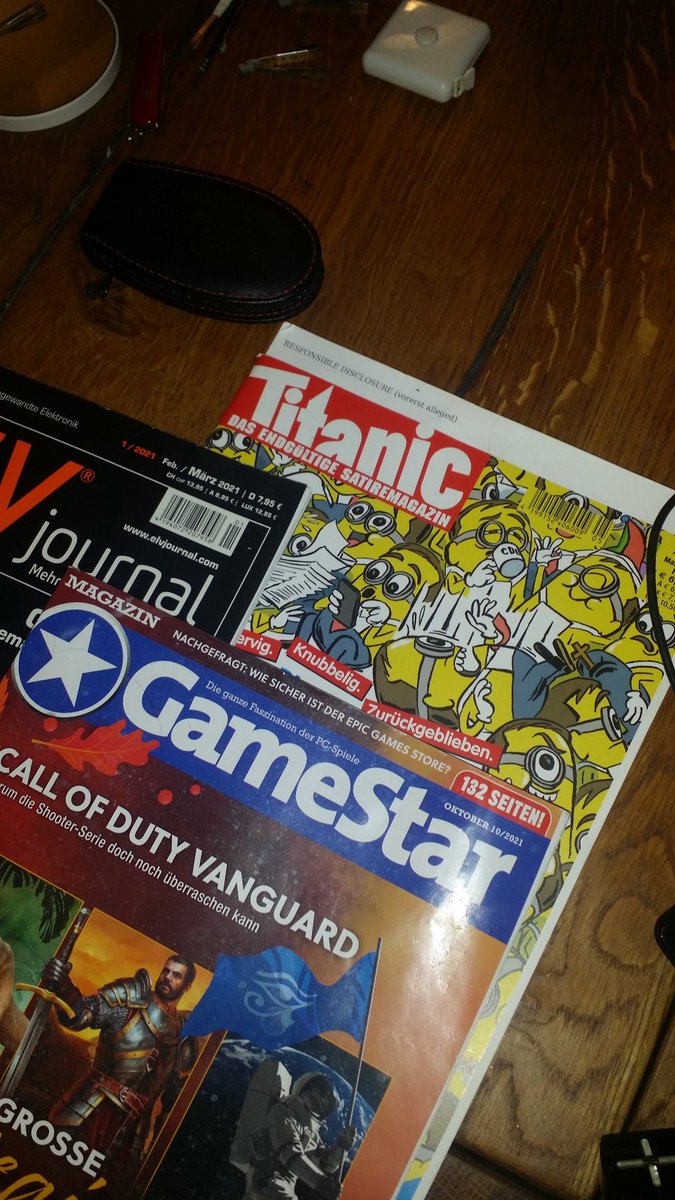 RESPONSIBLE DISCLOSURE (vorerst alleged)
Titanic
DAS ENDGÜLTIGE SATIREMAGAZIN
Knubbelig.
Zurückgeblieben.
1/2021
Feb. / März 2021 | D 7,95 €
www.elvjournal.com
journal
MAGAZIN
NACHGEFRAGT: WIE SICHER IST DER EPIC GAMES STORE?
132 SEITEN!
Die ganze Faszination der PC-Spiele
GameStar
OKTOBER 10/2021
CALL OF DUTY VANGUARD
die Shooter-Serie doch noch überraschen kann
GROSSE